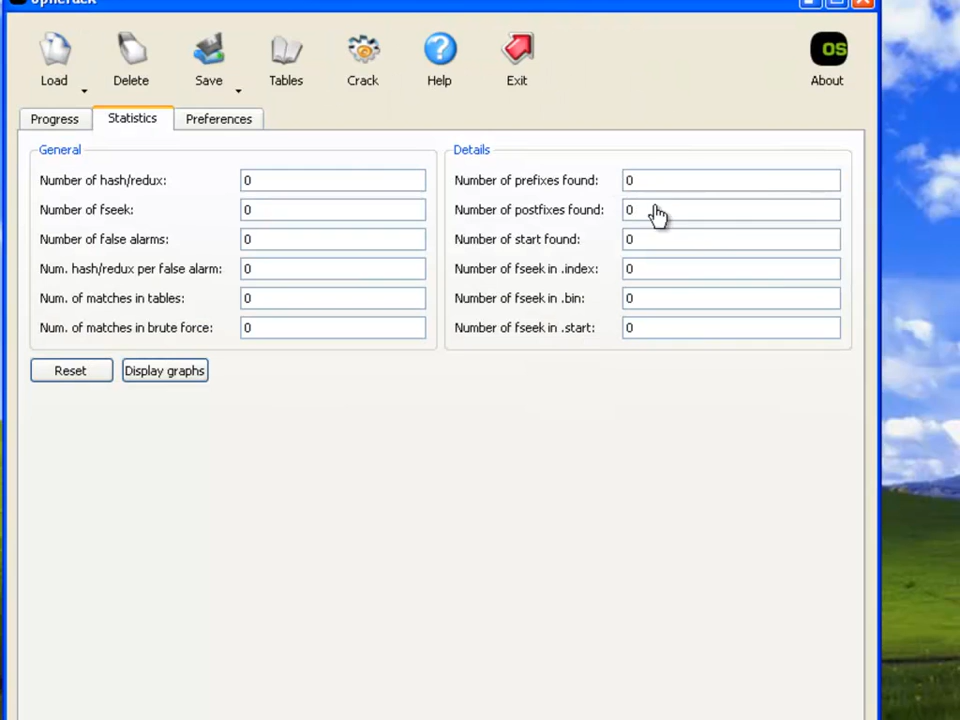 Load
Delete
Save
Tables
Crack
Help
Exit
OS
About
Progress
Statistics
Preferences
General
Number of hash/redux: 0
Number of fseek: 0
Number of false alarms: 0
Num. hash/redux per false alarm: 0
Num. of matches in tables: 0
Num. of matches in brute force: 0
Details
Number of prefixes found: 0
Number of postfixes found: 0
Number of start found: 0
Number of fseek in .index: 0
Number of fseek in .bin: 0
Number of fseek in .start: 0
Reset
Display graphs